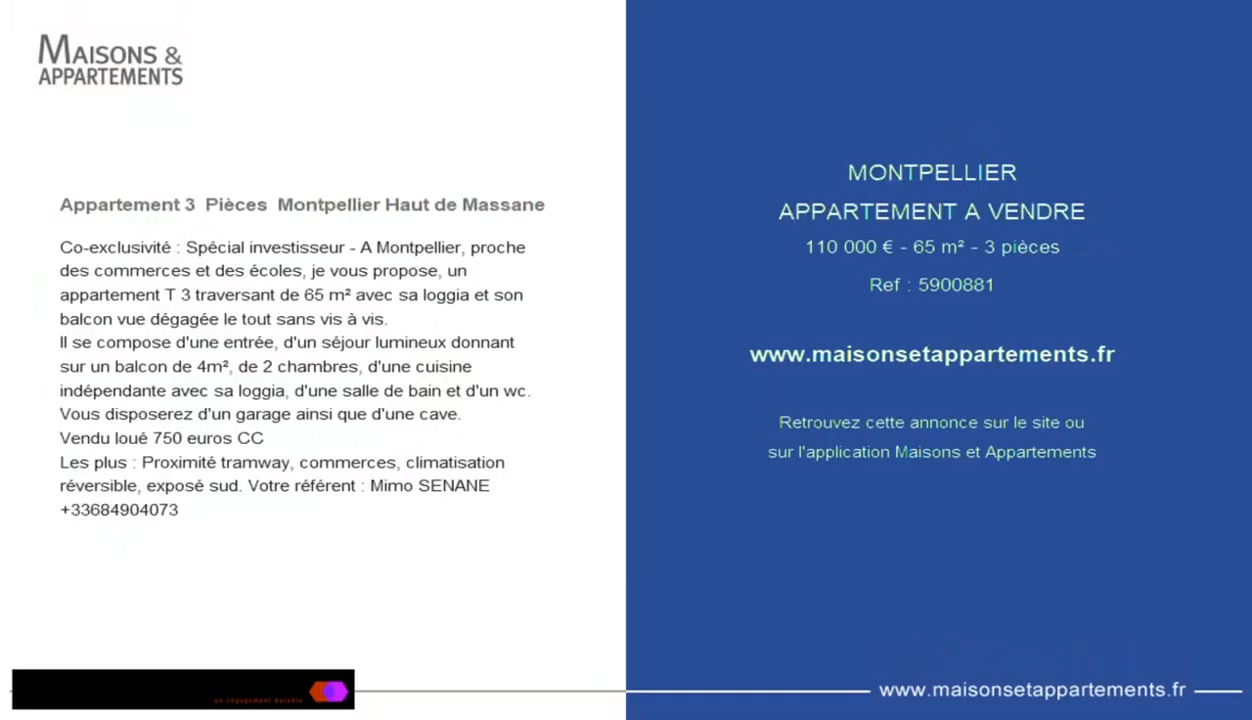 MAISONS &
APPARTEMENTS
Appartement 3 Pièces Montpellier Haut de Massane
Co-exclusivité : Spécial investisseur - A Montpellier, proche
des commerces et des écoles, je vous propose, un
appartement T 3 traversant de 65 m² avec sa loggia et son
balcon vue dégagée le tout sans vis à vis.
Il se compose d'une entrée, d'un séjour lumineux donnant
sur un balcon de 4m², de 2 chambres, d'une cuisine
indépendante avec sa loggia, d'une salle de bain et d'un wc.
Vous disposerez d'un garage ainsi que d'une cave.
Vendu loué 750 euros CC
Les plus : Proximité tramway, commerces, climatisation
réversible, exposé sud. Votre référent : Mimo SENANE
+33684904073
un engagement durable
MONTPELLIER
APPARTEMENT A VENDRE
110 000 € - 65 m² - 3 pièces
Ref : 5900881
www.maisonsetappartements.fr
Retrouvez cette annonce sur le site ou
sur l'application Maisons et Appartements
www.maisonsetappartements.fr